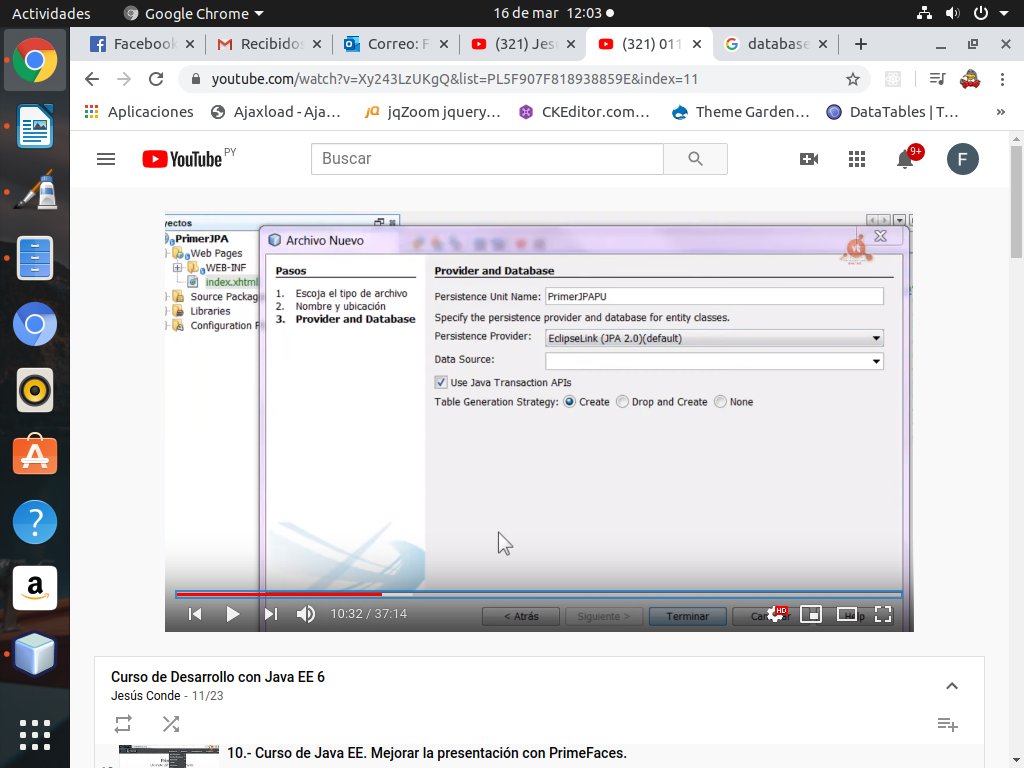 Actividades
Google Chrome
16 de mar 12:03
Facebook
Recibidos
Correo: F
(321) Jes
(321) 011
database
youtube.com/watch?v=Xy243LzUKgQ&list=PL5F907F818938859E&index=11
Aplicaciones
Ajaxload - Aja...
jQ
jqZoom jquery...
CKEditor.com...
Theme Garden...
DataTables | T...
»
YouTube PY
Buscar
9+
F
yectos
PrimerJPA
Web Pages
WEB-INF
index.xhtml
Source Packag
Libraries
Configuration F
Archivo Nuevo
Pasos
1. Escoja el tipo de archivo
2. Nombre y ubicación
3. Provider and Database
Provider and Database
Persistence Unit Name: PrimerJPAPU
Specify the persistence provider and database for entity classes.
Persistence Provider: EclipseLink (JPA 2.0)(default)
Data Source:
Use Java Transaction APIs
Table Generation Strategy: Create Drop and Create None
10:32 / 37:14
< Atrás
Siguiente >
Terminar
HD
Help
Curso de Desarrollo con Java EE 6
Jesús Conde - 11/23
10.- Curso de Java EE. Mejorar la presentación con PrimeFaces.